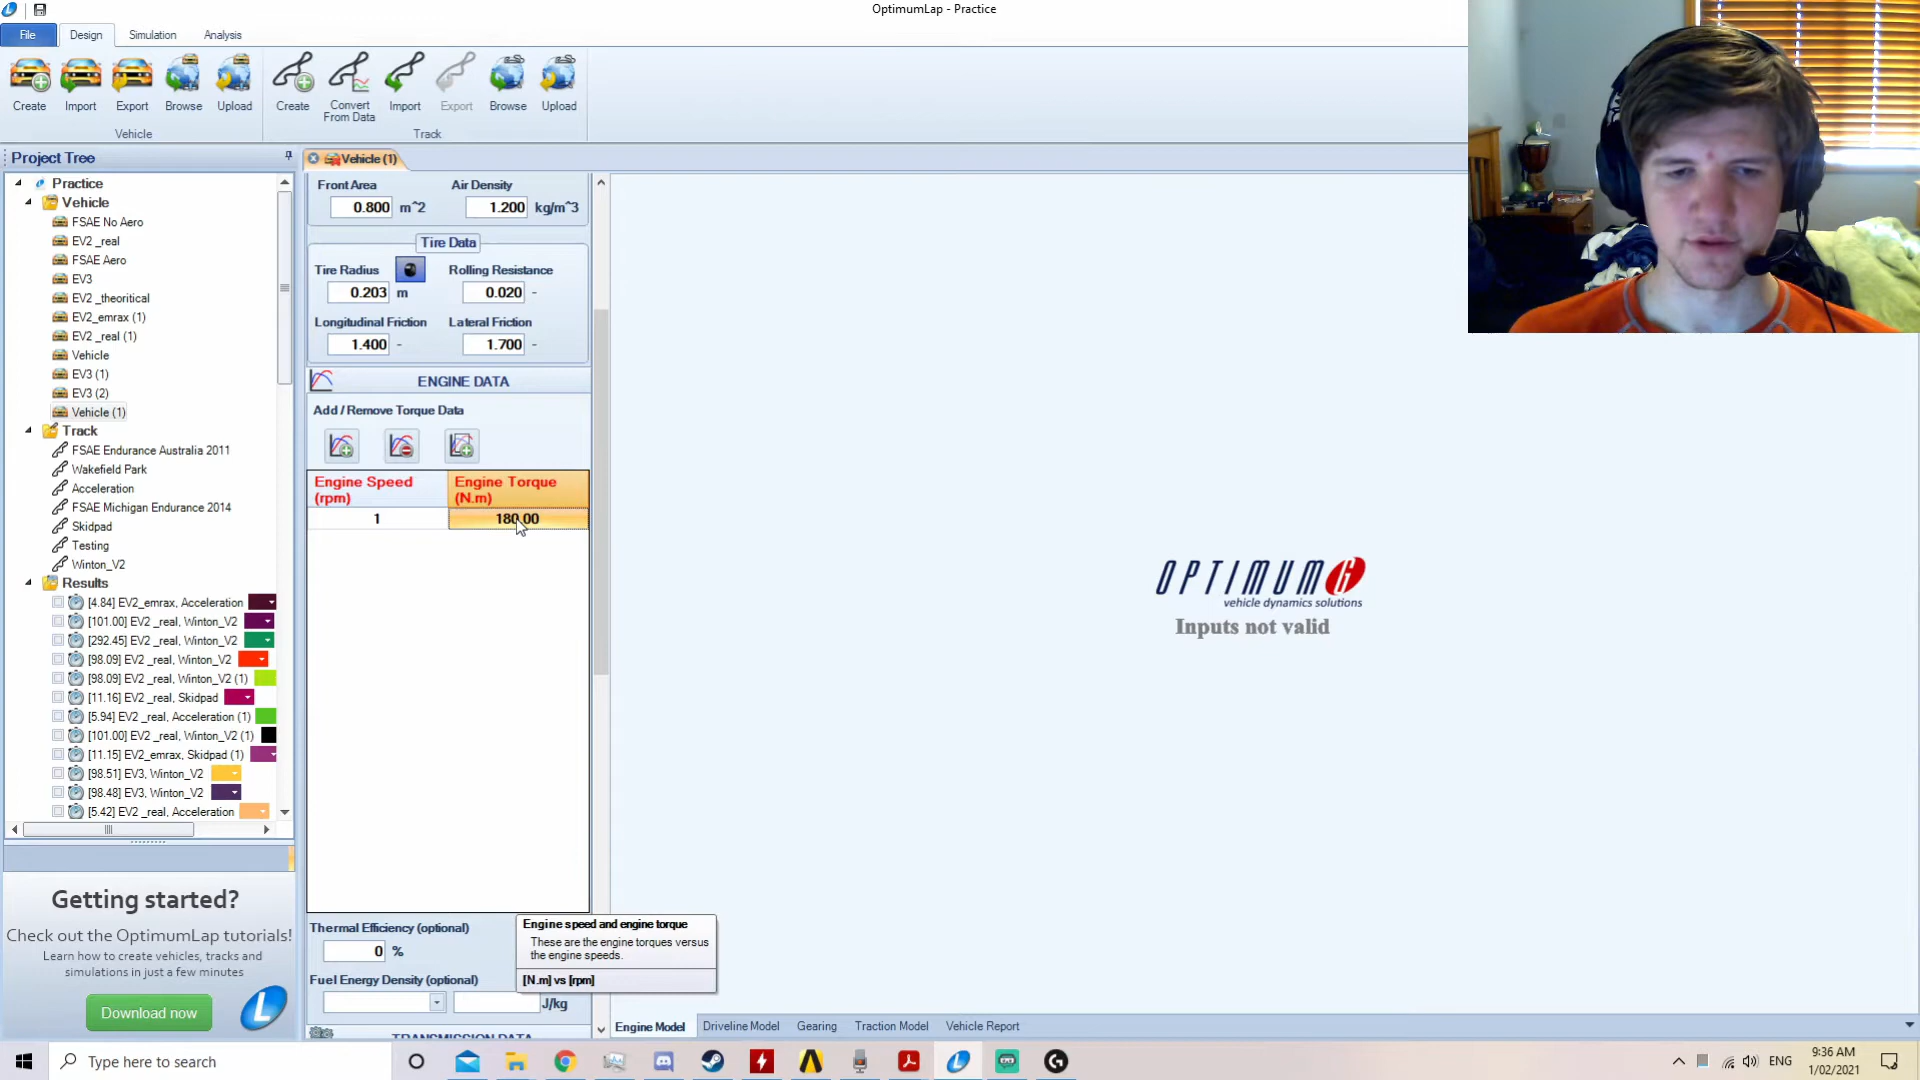 OptimumLap - Practice
File
Design
Simulation
Analysis
Create
Import
Export
Browse
Upload
Create
Convert From Data
Import
Export
Browse
Upload
Vehicle
Track
Project Tree
Practice
Vehicle
FSAE No Aero
EV2 _real
FSAE Aero
EV3
EV2 _theoritical
EV2_emrax (1)
EV2 _real (1)
Vehicle
EV3 (1)
EV3 (2)
Vehicle (1)
Track
FSAE Endurance Australia 2011
Wakefield Park
Acceleration
FSAE Michigan Endurance 2014
Skidpad
Testing
Winton_V2
Results
[4.84] EV2_emrax, Acceleration
[101.00] EV2 _real, Winton_V2
[292.45] EV2 _real, Winton_V2
[98.09] EV2 _real, Winton_V2
[98.09] EV2 _real, Winton_V2 (1)
[11.16] EV2 _real, Skidpad
[5.94] EV2 _real, Acceleration (1)
[101.00] EV2 _real, Winton_V2 (1)
[11.15] EV2_emrax, Skidpad (1)
[98.51] EV3, Winton_V2
[98.48] EV3, Winton_V2
[5.42] EV2 _real, Acceleration
Getting started?
Check out the OptimumLap tutorials!
Learn how to create vehicles, tracks and
simulations in just a few minutes
Download now
Vehicle (1)
Front Area
Air Density
0.800 m^2
1.200 kg/m^3
Tire Data
Tire Radius
Rolling Resistance
0.203 m
0.020 -
Longitudinal Friction
Lateral Friction
1.400 -
1.700 -
ENGINE DATA
Add / Remove Torque Data
Engine Speed (rpm)
Engine Torque (N.m)
1
180.00
Thermal Efficiency (optional)
0 %
Fuel Energy Density (optional)
J/kg
TRANSMISSION DATA
Engine speed and engine torque
These are the engine torques versus
the engine speeds.
[N.m] vs [rpm]
OPTIMUM G
vehicle dynamics solutions
Inputs not valid
Engine Model
Driveline Model
Gearing
Traction Model
Vehicle Report
Type here to search
ENG
9:36 AM
1/02/2021